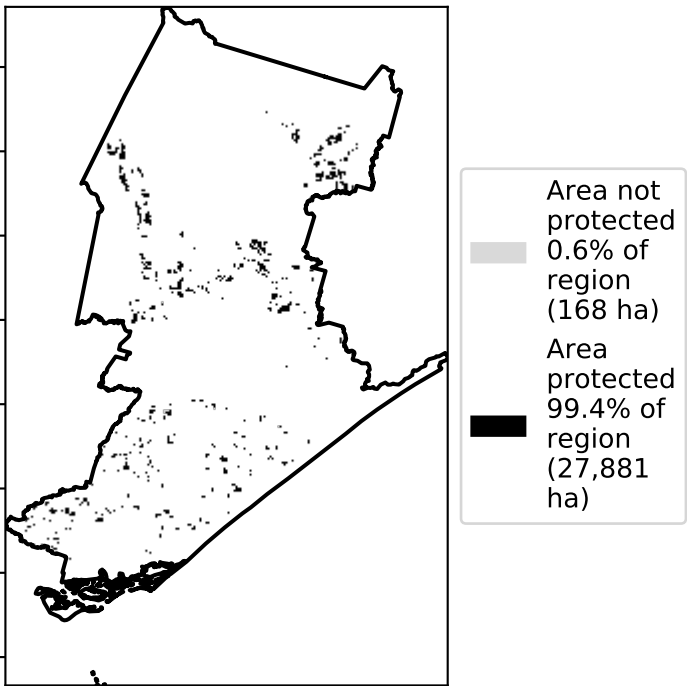 Area not
protected
0.6% of
region
(168 ha)
Area
protected
99.4% of
region
(27,881
ha)